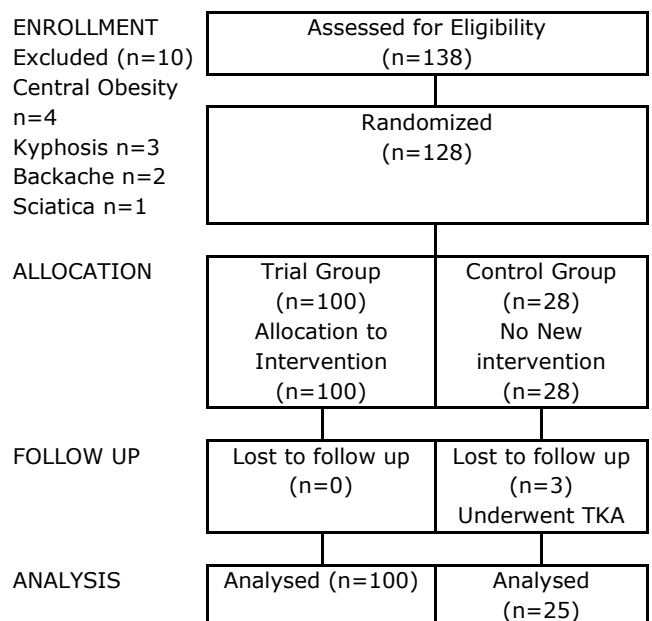 ENROLLMENT
Excluded (n=10)
Central Obesity
n=4
Kyphosis n=3
Backache n=2
Sciatica n=1
Assessed for Eligibility
(n=138)
Randomized
(n=128)
ALLOCATION
Trial Group
(n=100)
Allocation to
Intervention
(n=100)
Control Group
(n=28)
No New
intervention
(n=28)
FOLLOW UP
Lost to follow up
(n=0)
Lost to follow up
(n=3)
Underwent TKA
ANALYSIS
Analysed (n=100)
Analysed
(n=25)